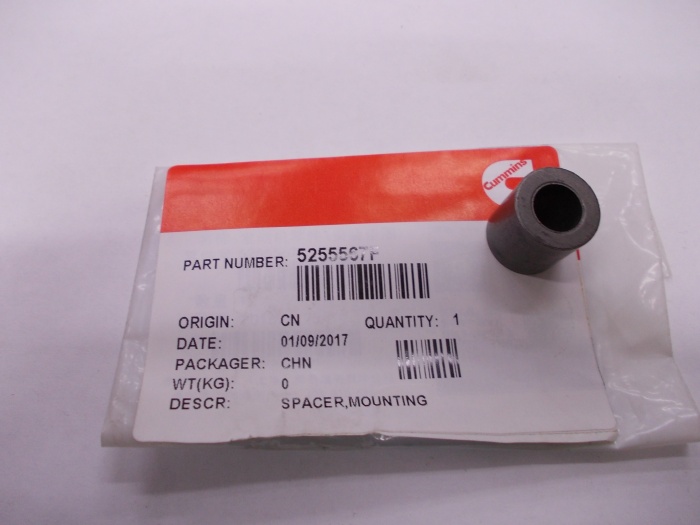 Cummins
PART NUMBER:
ORIGIN: CN QUANTITY: 1
DATE: 01/09/2017
PACKAGER: CHN
WT(KG): 0
DESCR: SPACER,MOUNTING